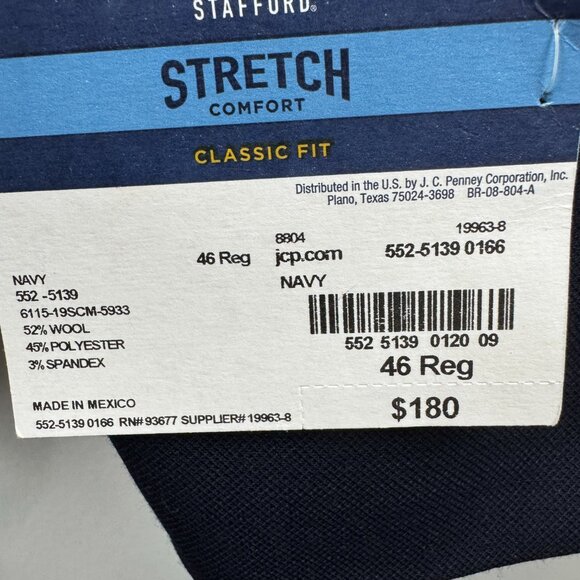 STAFFORD®
STRETCH
COMFORT
CLASSIC FIT
Distributed in the U.S. by J. C. Penney Corporation, Inc.
Plano, Texas 75024-3698 BR-08-804-A
8804 19963-8
46 Reg jcp.com 552-5139 0166
NAVY
NAVY
552 -5139
6115-19SCM-5933
52% WOOL
45% POLYESTER
3% SPANDEX
552 5139 0120 09
46 Reg
$180
MADE IN MEXICO
552-5139 0166 RN# 93677 SUPPLIER# 19963-8